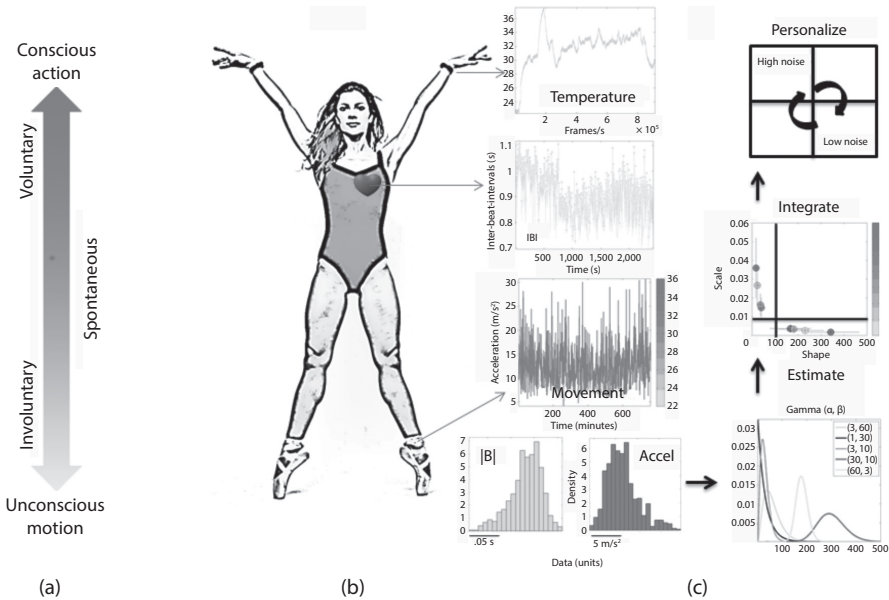 Conscious
action
Voluntary
Spontaneous
Involuntary
Unconscious
motion
(a)
36
34
32
30
28
26
24
Temperature
2 4 6 8
Frames/s × 10⁵
1.1
1
0.9
0.8
0.7
Inter-beat-intervals (s)
IBI
500 1,000 1,500 2,000
Time (s)
30
25
20
15
10
5
Acceleration (m/s²)
Movement
200 400 600
Time (minutes)
36
34
32
30
28
26
24
22
7
6
5
4
3
2
1
0
|B|
.05 s
6
5
4
3
2
1
0
Density
Accel
5 m/s²
Data (units)
(b)
Personalize
High noise
Low noise
Integrate
0.06
0.05
0.04
0.03
0.02
0.01
Scale
0 100 200 300 400 500
Shape
Estimate
Gamma (α, β)
0.03
0.025
0.02
0.015
0.01
0.005
(3, 60)
(1, 30)
(3, 10)
(30, 10)
(60, 3)
100 200 300 400 500
(c)